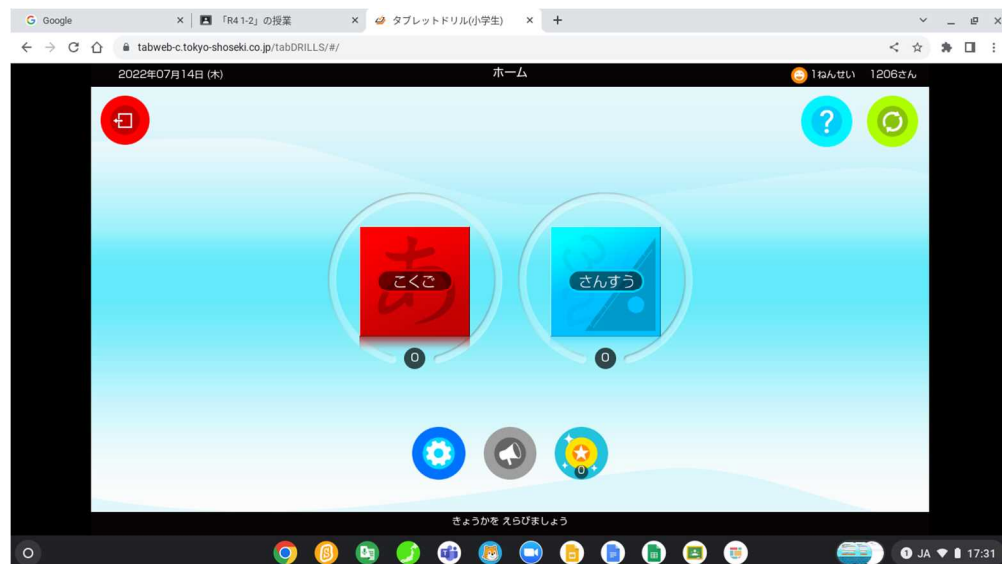 Google
「R4 1-2」の授業
タブレットドリル(小学生)
tabweb-c.tokyo-shoseki.co.jp/tabDRILLS/#/
2022年07月14日 (木)
ホーム
1ねんせい 1206さん
?
あ
こくご
さんすう
0
0
0
きょうかを えらびましょう
1 JA 17:31